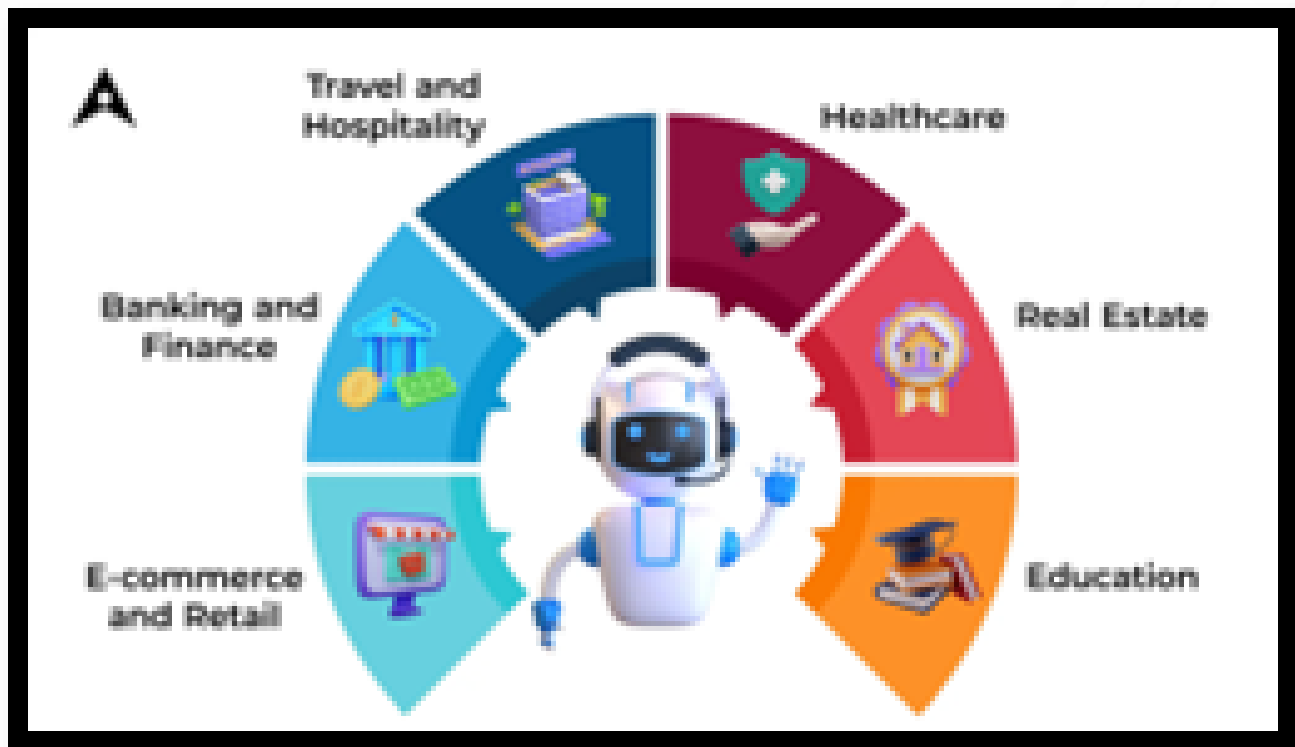 Travel and
Hospitality
Healthcare
Banking and
Finance
Real Estate
E-commerce
and Retail
Education